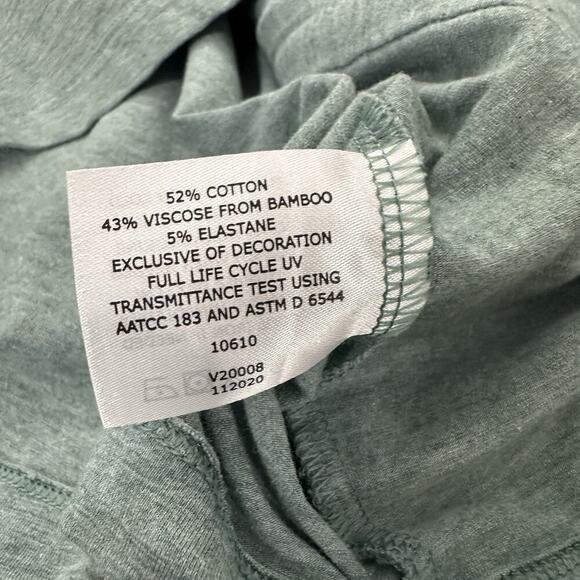 52% COTTON
43% VISCOSE FROM BAMBOO
5% ELASTANE
EXCLUSIVE OF DECORATION
FULL LIFE CYCLE UV
TRANSMITTANCE TEST USING
AATCC 183 AND ASTM D 6544
10610
V20008
112020